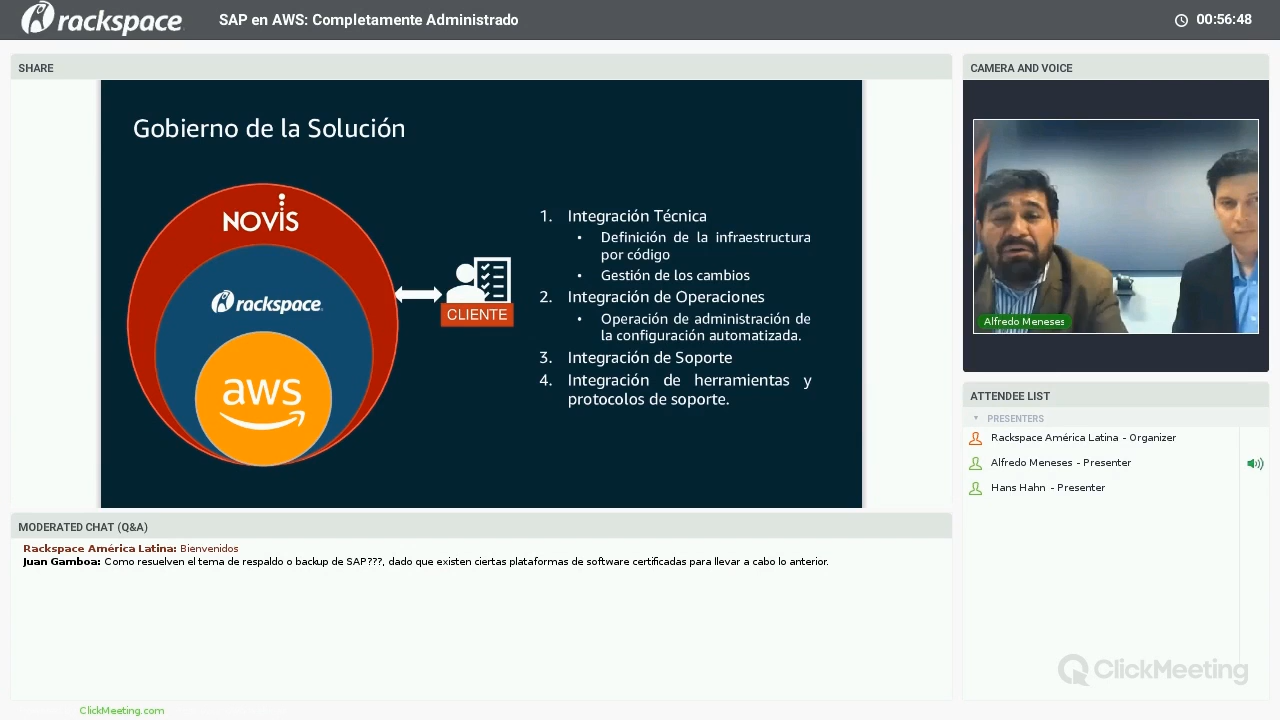 rackspace
SAP en AWS: Completamente Administrado
00:56:48
SHARE
Gobierno de la Solución
NOVIS
rackspace
aws
CLIENTE
1. Integración Técnica
• Definición de la infraestructura
por código
• Gestión de los cambios
2. Integración de Operaciones
• Operación de administración de
la configuración automatizada.
3. Integración de Soporte
4. Integración de herramientas y
protocolos de soporte.
CAMERA AND VOICE
Alfredo Meneses
ATTENDEE LIST
PRESENTERS
Rackspace América Latina - Organizer
Alfredo Meneses - Presenter
Hans Hahn - Presenter
MODERATED CHAT (Q&A)
Rackspace América Latina: Bienvenidos
Juan Gamboa: Como resuelven el tema de respaldo o backup de SAP???, dado que existen ciertas plataformas de software certificadas para llevar a cabo lo anterior.
ClickMeeting
ClickMeeting.com